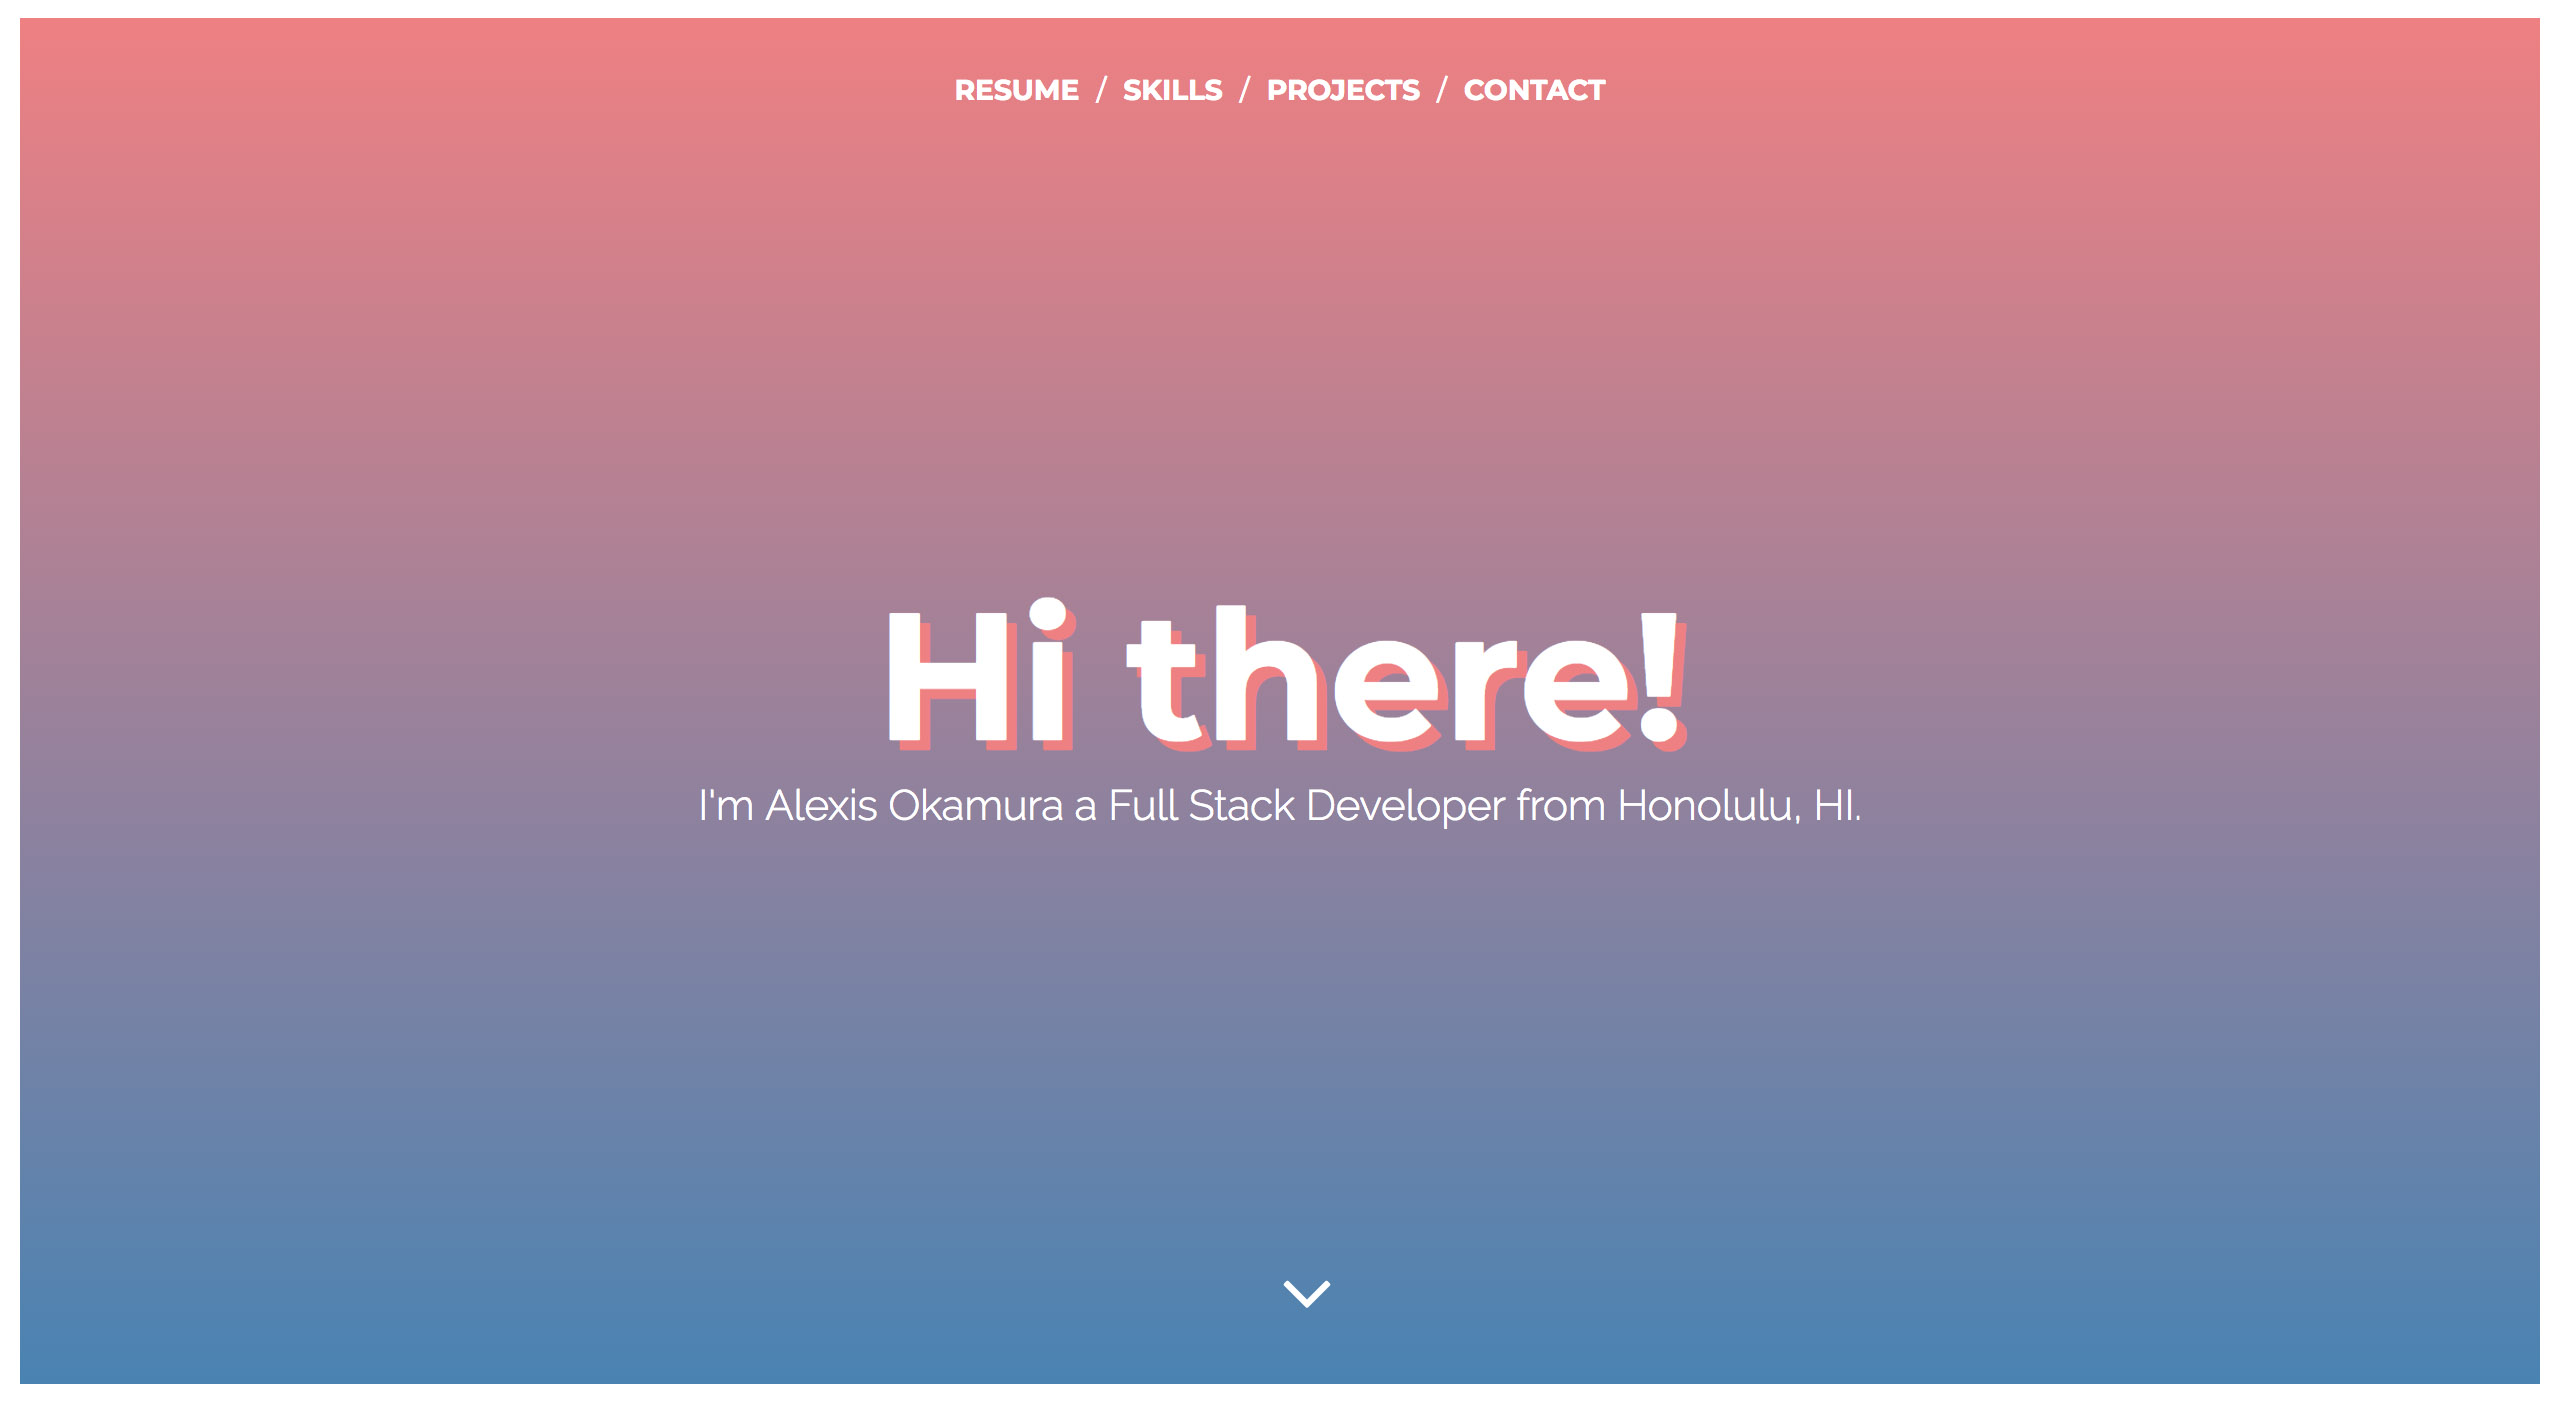 RESUME / SKILLS / PROJECTS / CONTACT
Hi there!
I'm Alexis Okamura a Full Stack Developer from Honolulu, HI.